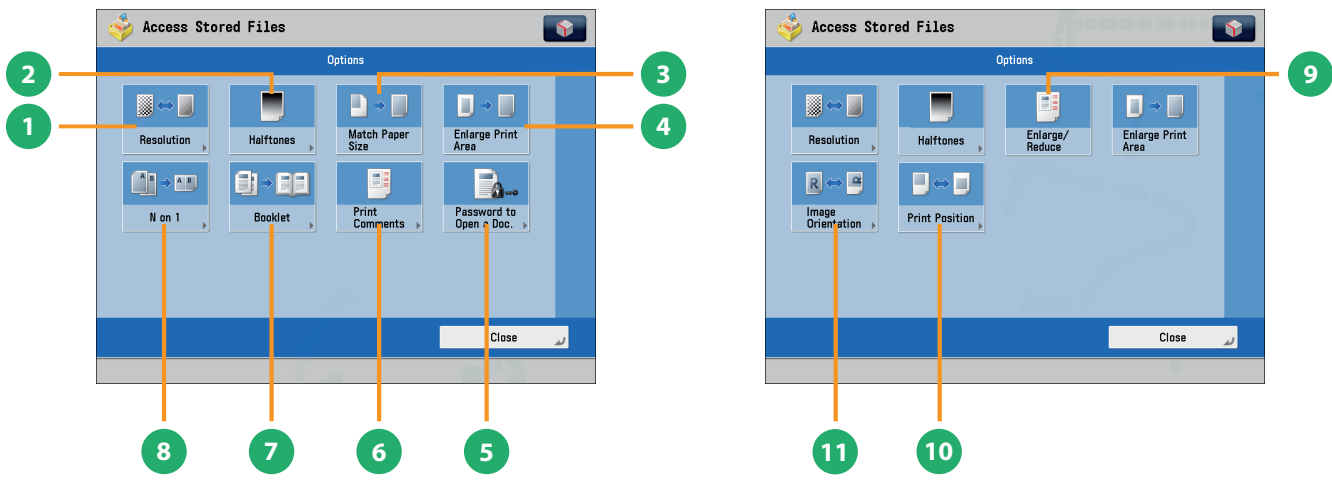 Access Stored Files
Options
2
1
3
4
Resolution
Halftones
Match Paper
Size
Enlarge Print
Area
N on 1
Booklet
Print
Comments
Password to
Open a Doc.
Close
8
7
6
5
Access Stored Files
Options
9
Resolution
Halftones
Enlarge/
Reduce
Enlarge Print
Area
Image
Orientation
Print Position
Close
11
10